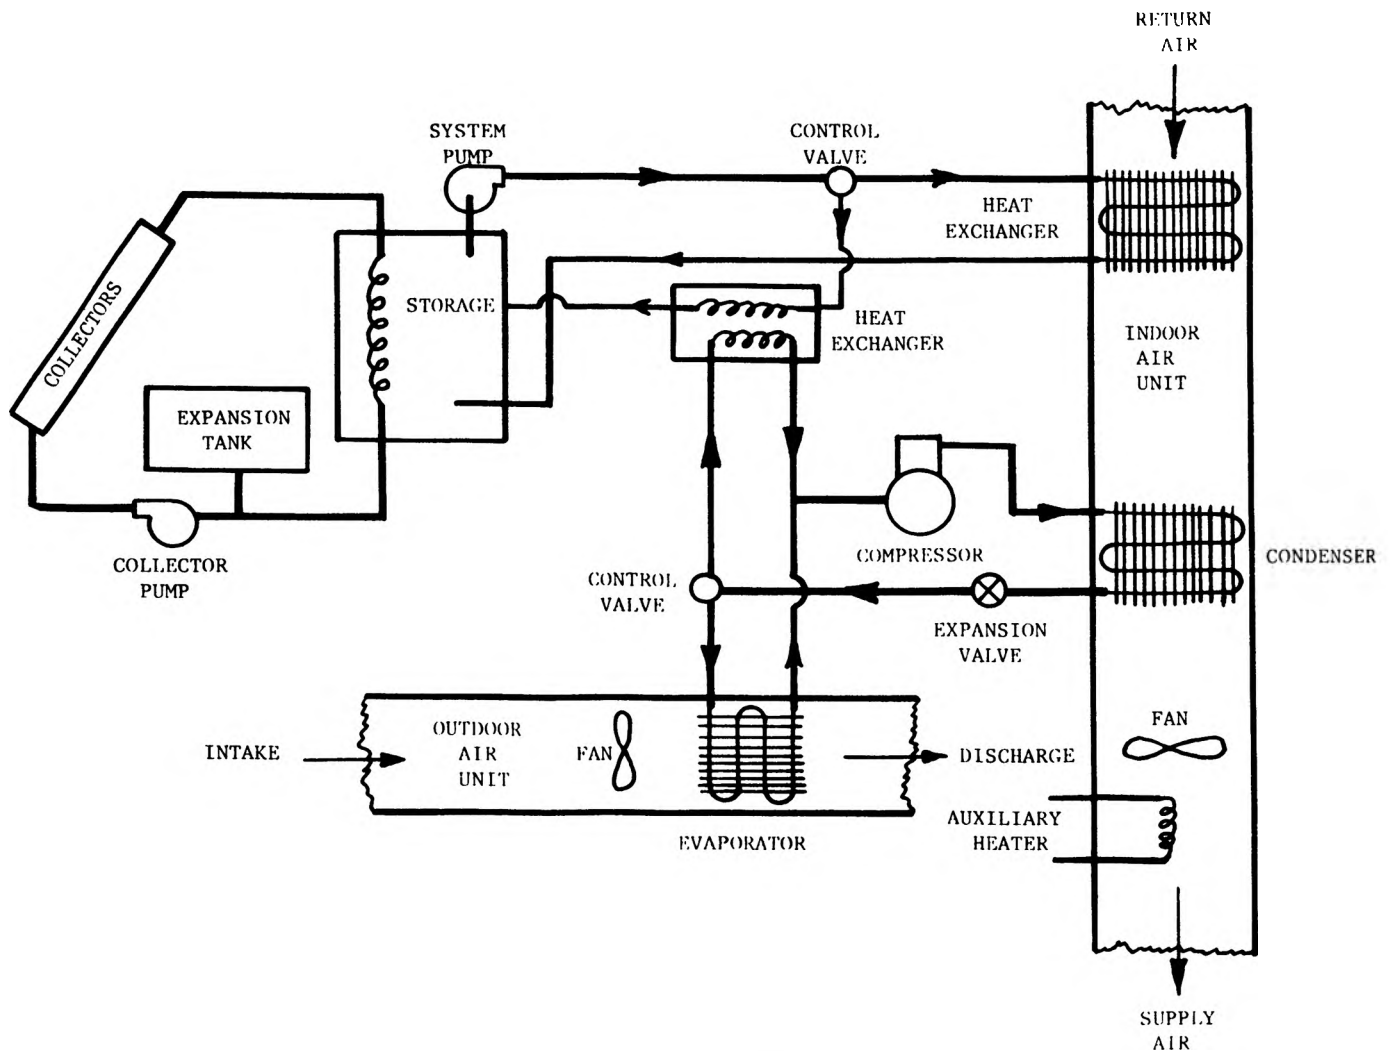 RETURN
AIR
SYSTEM
PUMP
CONTROL
VALVE
HEAT
EXCHANGER
COLLECTORS
STORAGE
HEAT
EXCHANGER
INDOOR
AIR
UNIT
EXPANSION
TANK
COLLECTOR
PUMP
COMPRESSOR
CONDENSER
CONTROL
VALVE
EXPANSION
VALVE
INTAKE
OUTDOOR
AIR
UNIT
FAN
DISCHARGE
FAN
EVAPORATOR
AUXILIARY
HEATER
SUPPLY
AIR